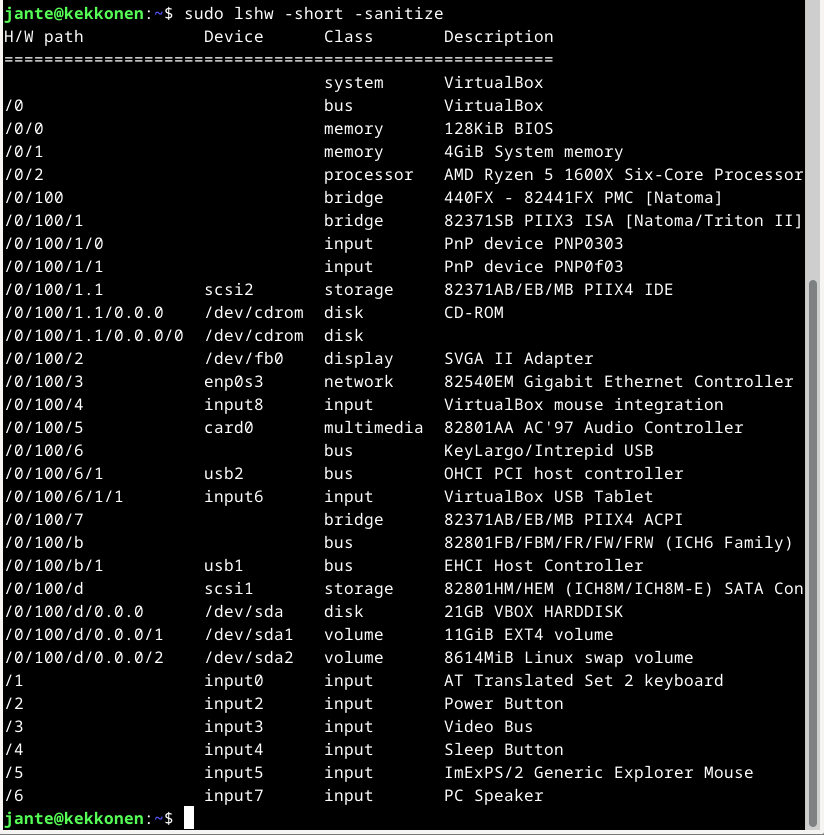 jante@kekkonen:~$ sudo lshw -short -sanitize
H/W path            Device      Class       Description
=======================================================
                                system      VirtualBox
/0                              bus         VirtualBox
/0/0                            memory      128KiB BIOS
/0/1                            memory      4GiB System memory
/0/2                            processor   AMD Ryzen 5 1600X Six-Core Processor
/0/100                          bridge      440FX - 82441FX PMC [Natoma]
/0/100/1                        bridge      82371SB PIIX3 ISA [Natoma/Triton II]
/0/100/1/0                      input       PnP device PNP0303
/0/100/1/1                      input       PnP device PNP0f03
/0/100/1.1          scsi2       storage     82371AB/EB/MB PIIX4 IDE
/0/100/1.1/0.0.0    /dev/cdrom  disk        CD-ROM
/0/100/1.1/0.0.0/0  /dev/cdrom  disk
/0/100/2            /dev/fb0    display     SVGA II Adapter
/0/100/3            enp0s3      network     82540EM Gigabit Ethernet Controller
/0/100/4            input8      input       VirtualBox mouse integration
/0/100/5            card0       multimedia  82801AA AC'97 Audio Controller
/0/100/6                        bus         KeyLargo/Intrepid USB
/0/100/6/1          usb2        bus         OHCI PCI host controller
/0/100/6/1/1        input6      input       VirtualBox USB Tablet
/0/100/7                        bridge      82371AB/EB/MB PIIX4 ACPI
/0/100/b                        bus         82801FB/FBM/FR/FW/FRW (ICH6 Family)
/0/100/b/1          usb1        bus         EHCI Host Controller
/0/100/d            scsi1       storage     82801HM/HEM (ICH8M/ICH8M-E) SATA Con
/0/100/d/0.0.0      /dev/sda    disk        21GB VBOX HARDDISK
/0/100/d/0.0.0/1    /dev/sda1   volume      11GiB EXT4 volume
/0/100/d/0.0.0/2    /dev/sda2   volume      8614MiB Linux swap volume
/1                  input0      input       AT Translated Set 2 keyboard
/2                  input2      input       Power Button
/3                  input3      input       Video Bus
/4                  input4      input       Sleep Button
/5                  input5      input       ImExPS/2 Generic Explorer Mouse
/6                  input7      input       PC Speaker
jante@kekkonen:~$